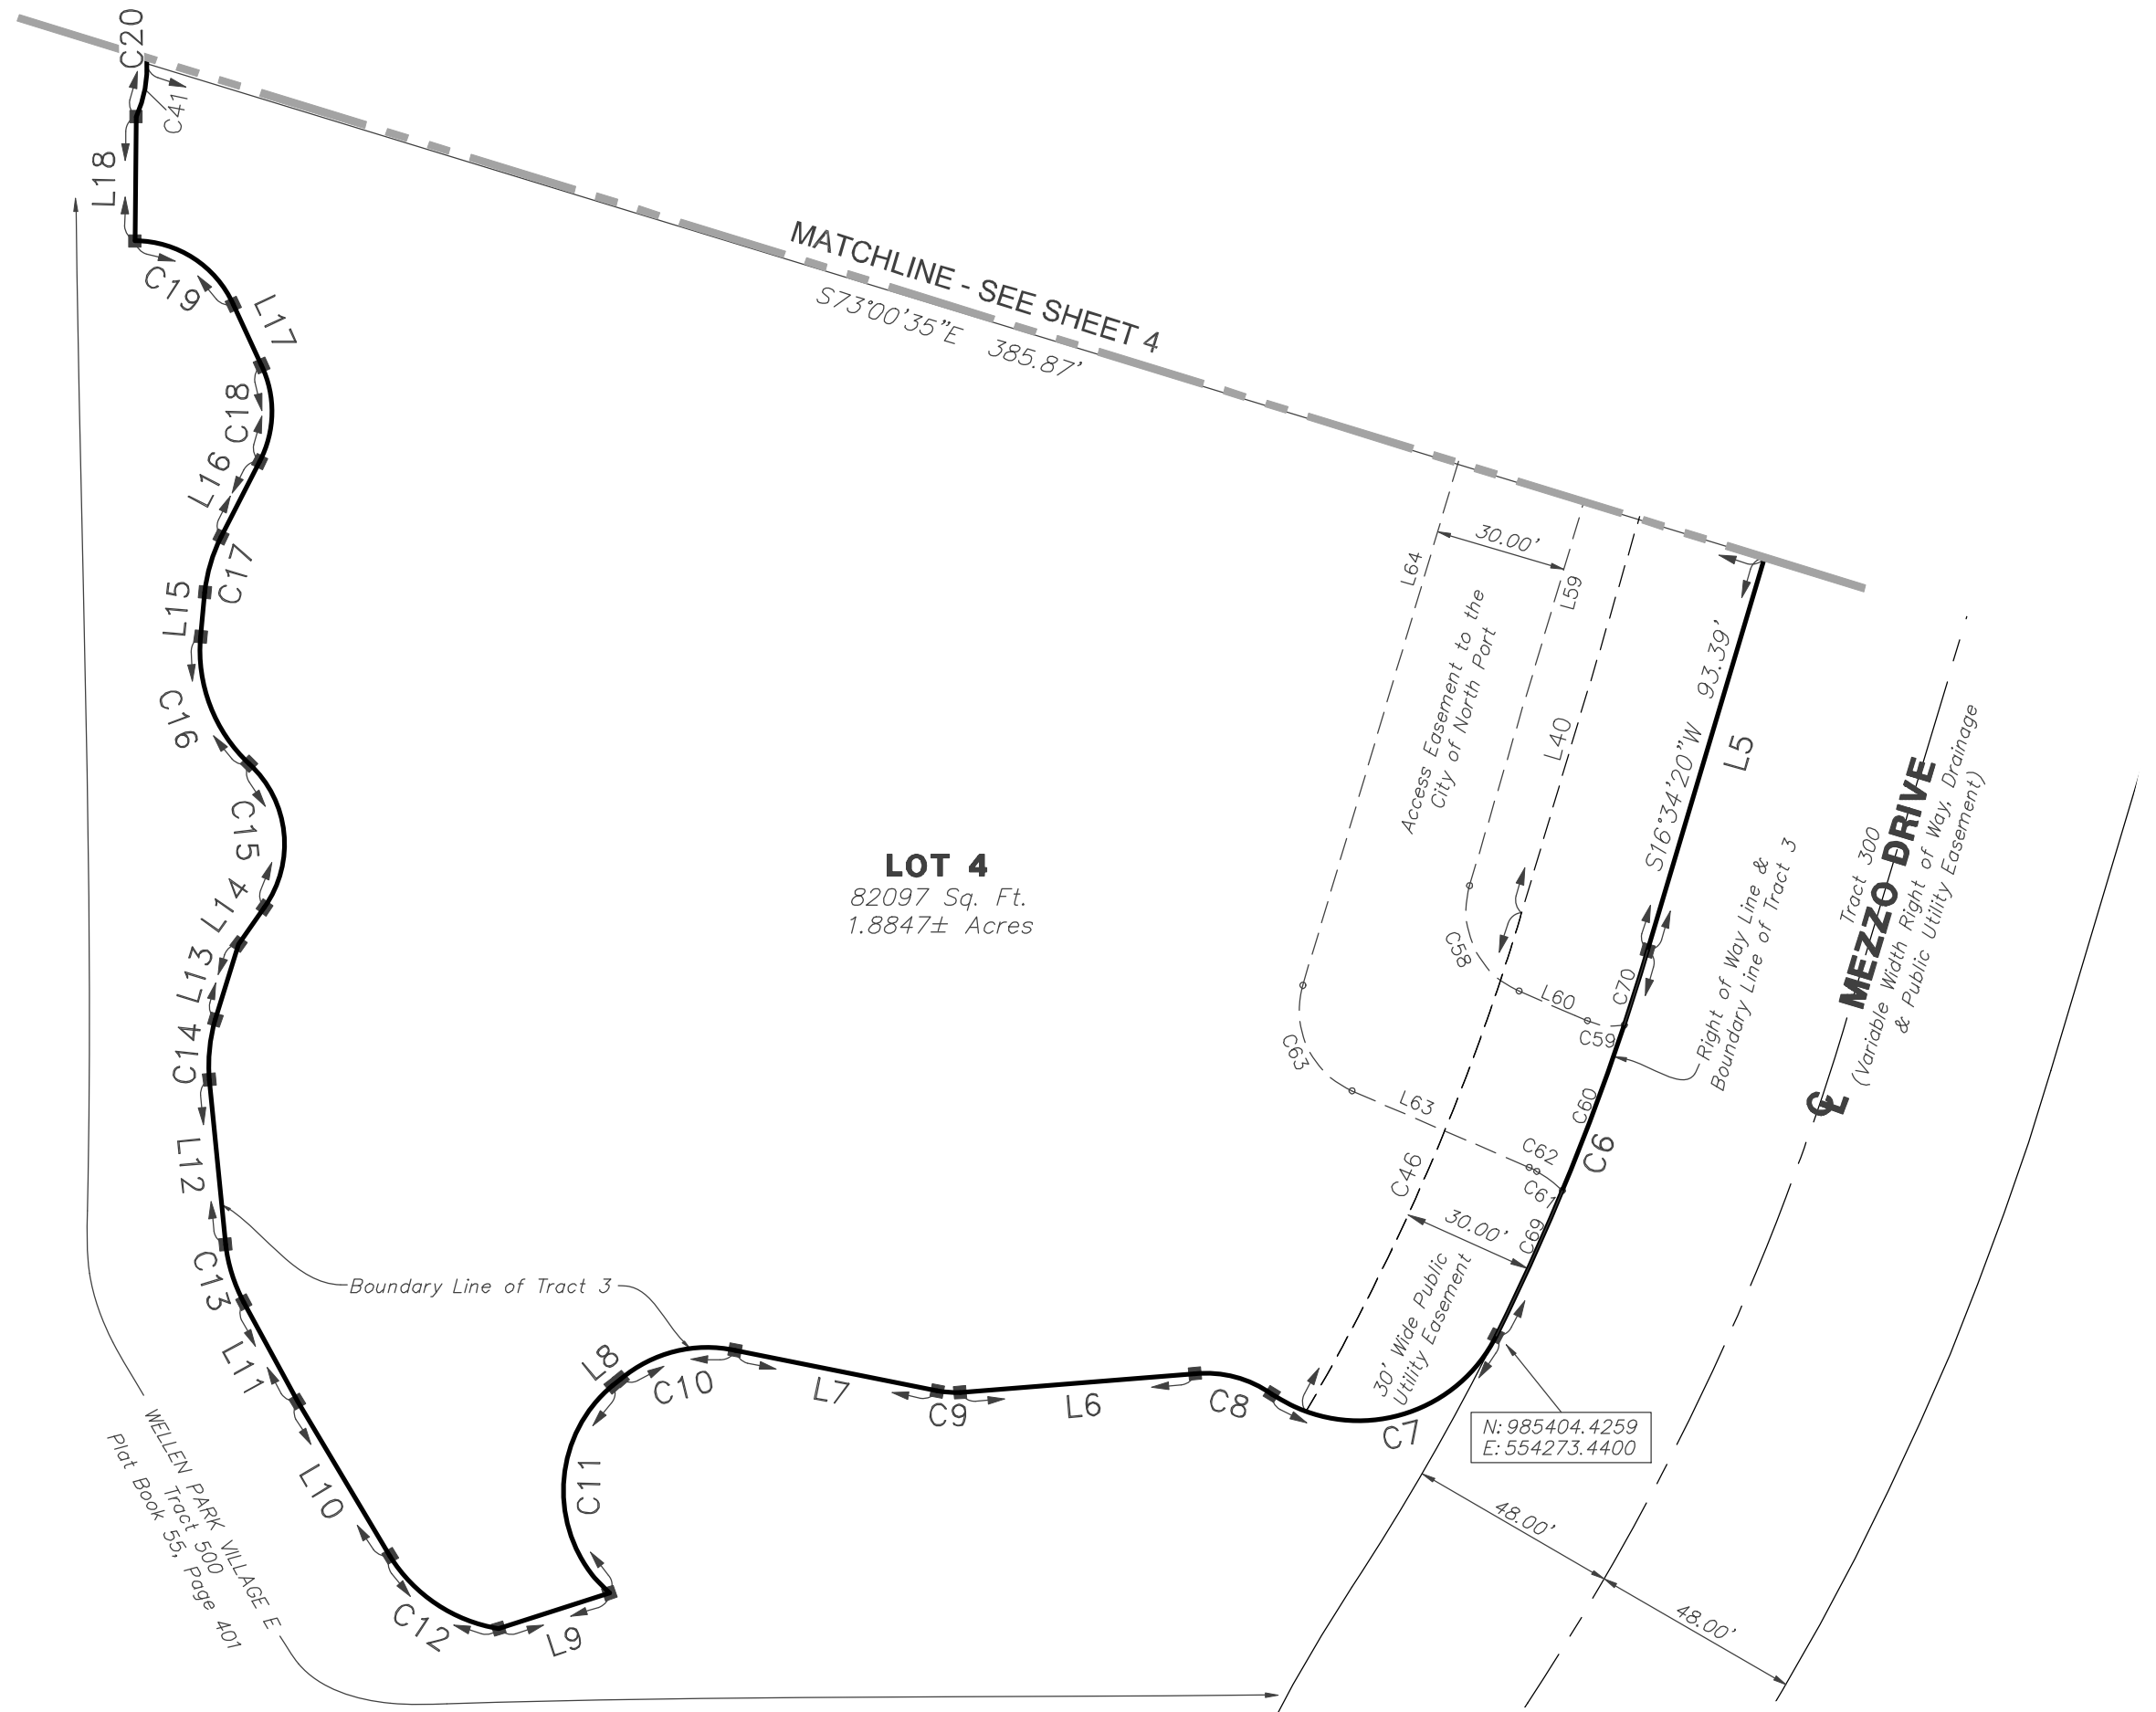 C20
C41
L18
C19
L17
C18
L16
C17
L15
C16
C15
L14
L13
C14
L12
C13
L11
L10
C12
L9
C11
L8
C10
L7
C9
L6
C8
C7
MATCHLINE - SEE SHEET 4
S73°00'35"E 385.87'
LOT 4
82097 Sq. Ft.
1.8847± Acres
L64
30.00'
L59
Access Easement to the
City of North Port
L40
S16°34'20"W 93.39'
L5
C58
L60
C59
C70
C63
L63
C62
C61
C60
C6
C69
C46
30.00'
30' Wide Public
Utility Easement
Right of Way Line &
Boundary Line of Tract 3
Tract 300
MEZZO DRIVE
(Variable Width Right of Way, Drainage
& Public Utility Easement)
℄
N: 985404.4259
E: 554273.4400
48.00'
48.00'
Boundary Line of Tract 3
WELLEN PARK VILLAGE E
Tract 500
Plat Book 55, Page 401